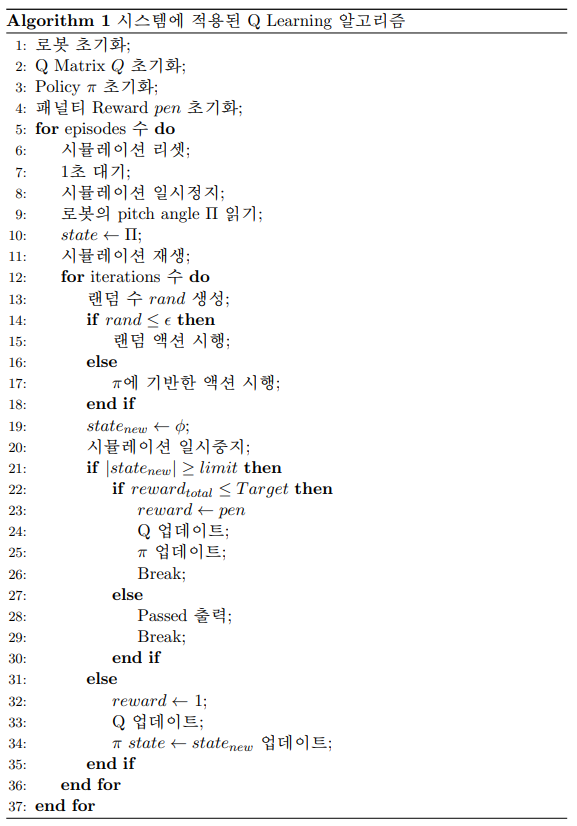 Algorithm 1 시스템에 적용된 Q Learning 알고리즘
1: 로봇 초기화;
2: Q Matrix Q 초기화;
3: Policy π 초기화;
4: 패널티 Reward pen 초기화;
5: for episodes 수 do
6: 시뮬레이션 리셋;
7: 1초 대기;
8: 시뮬레이션 일시정지;
9: 로봇의 pitch angle Π 읽기;
10: state ← Π;
11: 시뮬레이션 재생;
12: for iterations 수 do
13: 랜덤 수 rand 생성;
14: if rand ≤ ϵ then
15: 랜덤 액션 시행;
16: else
17: π에 기반한 액션 시행;
18: end if
19: state_new ← ϕ;
20: 시뮬레이션 일시중지;
21: if |state_new| ≥ limit then
22: if reward_total ≤ Target then
23: reward ← pen
24: Q 업데이트;
25: π 업데이트;
26: Break;
27: else
28: Passed 출력;
29: Break;
30: end if
31: else
32: reward ← 1;
33: Q 업데이트;
34: π state ← state_new 업데이트;
35: end if
36: end for
37: end for